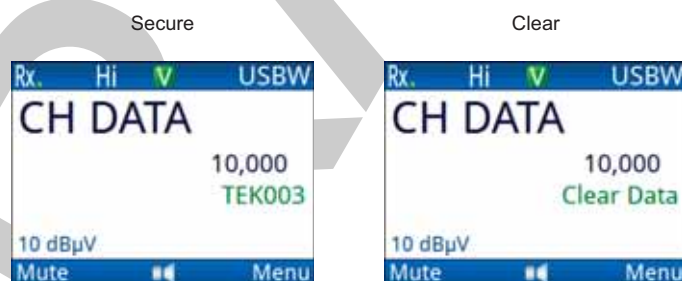 Secure
Rx. Hi V USBW
CH DATA
10,000
TEK003
10 dBµV
Mute Menu
Clear
Rx. Hi V USBW
CH DATA
10,000
Clear Data
10 dBµV
Mute Menu